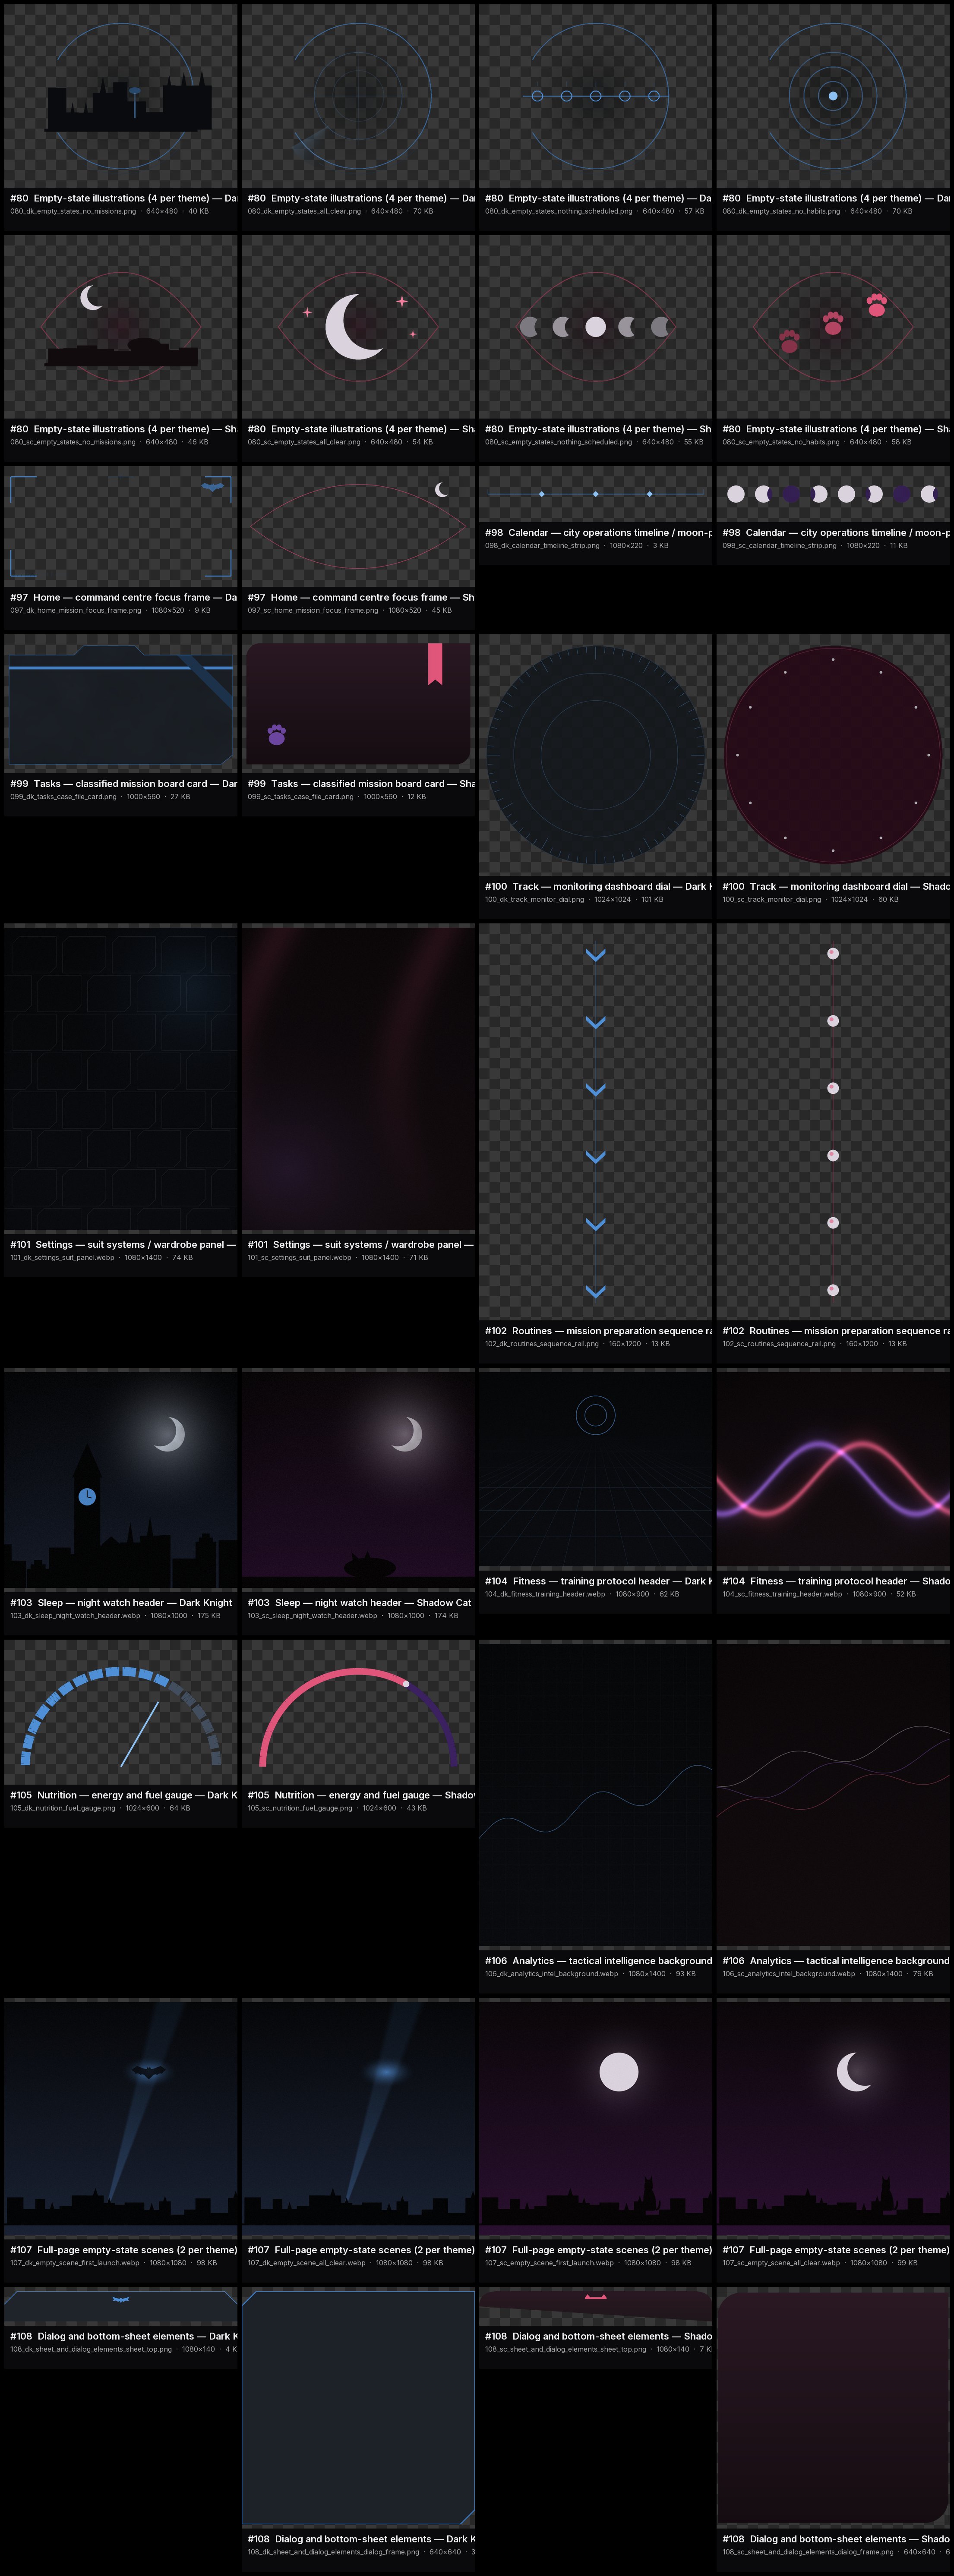 #80 Empty-state illustrations (4 per theme) — Da
080_dk_empty_states_no_missions.png · 640×480 · 40 KB
#80 Empty-state illustrations (4 per theme) — Da
080_dk_empty_states_all_clear.png · 640×480 · 70 KB
#80 Empty-state illustrations (4 per theme) — Da
080_dk_empty_states_nothing_scheduled.png · 640×480 · 57 KB
#80 Empty-state illustrations (4 per theme) — Da
080_dk_empty_states_no_habits.png · 640×480 · 70 KB
#80 Empty-state illustrations (4 per theme) — Sh
080_sc_empty_states_no_missions.png · 640×480 · 46 KB
#80 Empty-state illustrations (4 per theme) — Sh
080_sc_empty_states_all_clear.png · 640×480 · 54 KB
#80 Empty-state illustrations (4 per theme) — Sh
080_sc_empty_states_nothing_scheduled.png · 640×480 · 55 KB
#80 Empty-state illustrations (4 per theme) — Sh
080_sc_empty_states_no_habits.png · 640×480 · 58 KB
#97 Home — command centre focus frame — Da
097_dk_home_mission_focus_frame.png · 1080×520 · 9 KB
#97 Home — command centre focus frame — Sh
097_sc_home_mission_focus_frame.png · 1080×520 · 45 KB
#98 Calendar — city operations timeline / moon-p
098_dk_calendar_timeline_strip.png · 1080×220 · 3 KB
#98 Calendar — city operations timeline / moon-p
098_sc_calendar_timeline_strip.png · 1080×220 · 11 KB
#99 Tasks — classified mission board card — Dar
099_dk_tasks_case_file_card.png · 1000×560 · 27 KB
#99 Tasks — classified mission board card — Sha
099_sc_tasks_case_file_card.png · 1000×560 · 12 KB
#100 Track — monitoring dashboard dial — Dark K
100_dk_track_monitor_dial.png · 1024×1024 · 101 KB
#100 Track — monitoring dashboard dial — Shado
100_sc_track_monitor_dial.png · 1024×1024 · 60 KB
#101 Settings — suit systems / wardrobe panel —
101_dk_settings_suit_panel.webp · 1080×1400 · 74 KB
#101 Settings — suit systems / wardrobe panel —
101_sc_settings_suit_panel.webp · 1080×1400 · 71 KB
#102 Routines — mission preparation sequence ra
102_dk_routines_sequence_rail.png · 160×1200 · 13 KB
#102 Routines — mission preparation sequence ra
102_sc_routines_sequence_rail.png · 160×1200 · 13 KB
#103 Sleep — night watch header — Dark Knight
103_dk_sleep_night_watch_header.webp · 1080×1000 · 175 KB
#103 Sleep — night watch header — Shadow Cat
103_sc_sleep_night_watch_header.webp · 1080×1000 · 174 KB
#104 Fitness — training protocol header — Dark K
104_dk_fitness_training_header.webp · 1080×900 · 62 KB
#104 Fitness — training protocol header — Shado
104_sc_fitness_training_header.webp · 1080×900 · 52 KB
#105 Nutrition — energy and fuel gauge — Dark K
105_dk_nutrition_fuel_gauge.png · 1024×600 · 64 KB
#105 Nutrition — energy and fuel gauge — Shadow
105_sc_nutrition_fuel_gauge.png · 1024×600 · 43 KB
#106 Analytics — tactical intelligence background
106_dk_analytics_intel_background.webp · 1080×1400 · 93 KB
#106 Analytics — tactical intelligence background
106_sc_analytics_intel_background.webp · 1080×1400 · 79 KB
#107 Full-page empty-state scenes (2 per theme)
107_dk_empty_scene_first_launch.webp · 1080×1080 · 98 KB
#107 Full-page empty-state scenes (2 per theme)
107_dk_empty_scene_all_clear.webp · 1080×1080 · 98 KB
#107 Full-page empty-state scenes (2 per theme)
107_sc_empty_scene_first_launch.webp · 1080×1080 · 98 KB
#107 Full-page empty-state scenes (2 per theme)
107_sc_empty_scene_all_clear.webp · 1080×1080 · 99 KB
#108 Dialog and bottom-sheet elements — Dark K
108_dk_sheet_and_dialog_elements_sheet_top.png · 1080×140 · 4 K
#108 Dialog and bottom-sheet elements — Shado
108_sc_sheet_and_dialog_elements_sheet_top.png · 1080×140 · 7 K
#108 Dialog and bottom-sheet elements — Dark K
108_dk_sheet_and_dialog_elements_dialog_frame.png · 640×640 · 3
#108 Dialog and bottom-sheet elements — Shado
108_sc_sheet_and_dialog_elements_dialog_frame.png · 640×640 · 6